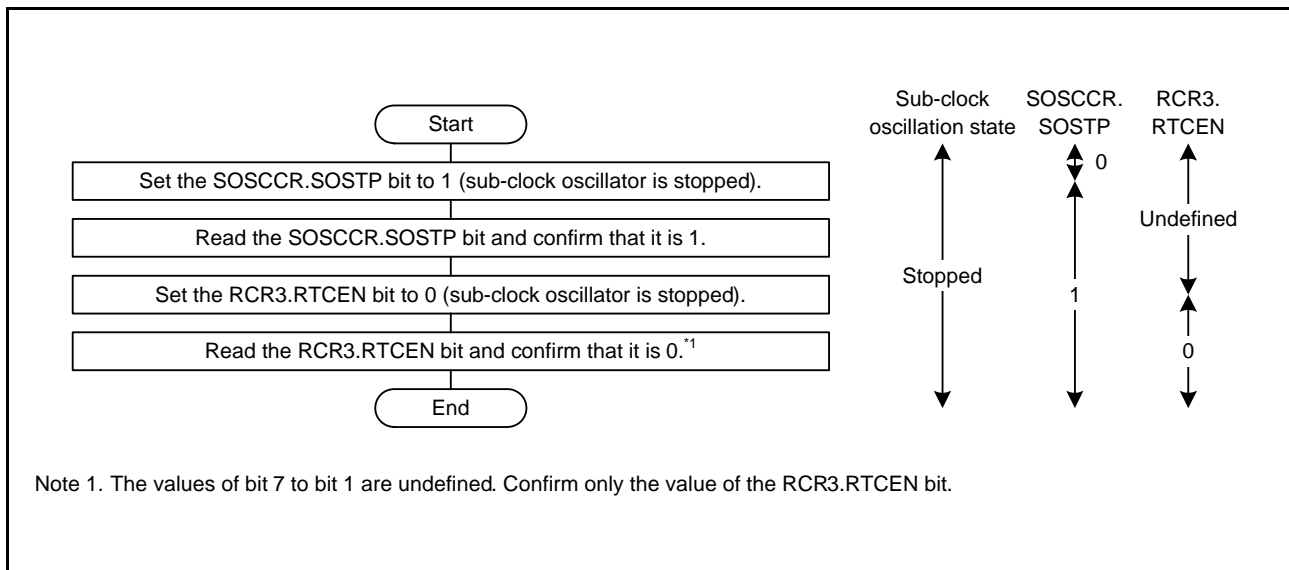 Start
Set the SOSCCR.SOSTP bit to 1 (sub-clock oscillator is stopped).
Read the SOSCCR.SOSTP bit and confirm that it is 1.
Set the RCR3.RTCEN bit to 0 (sub-clock oscillator is stopped).
Read the RCR3.RTCEN bit and confirm that it is 0.*1
End
Sub-clock
oscillation state
Stopped
SOSCCR.
SOSTP
0
1
RCR3.
RTCEN
Undefined
0
Note 1. The values of bit 7 to bit 1 are undefined. Confirm only the value of the RCR3.RTCEN bit.